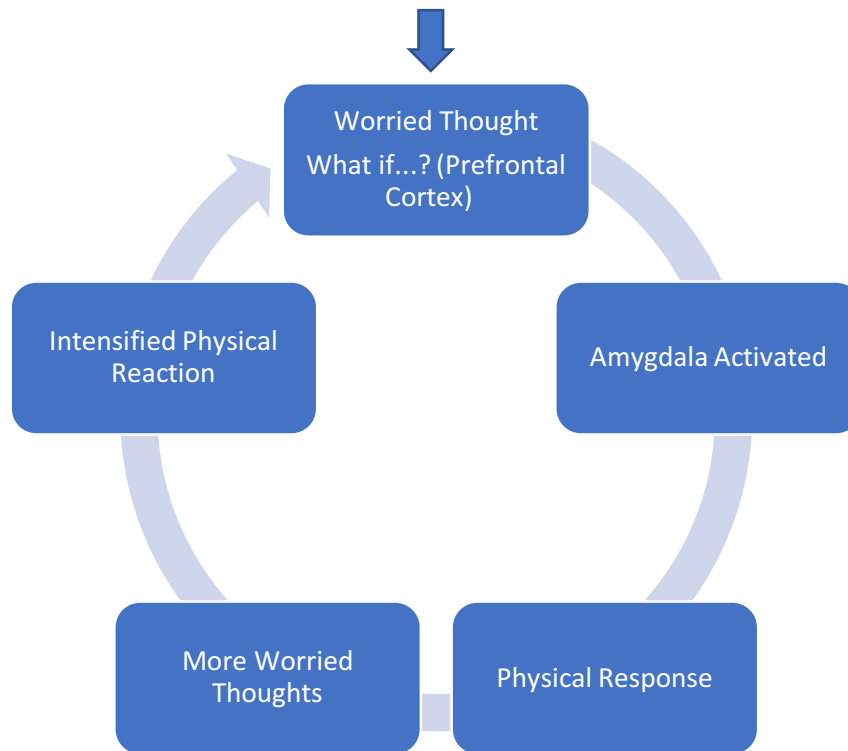 Worried Thought
What if...? (Prefrontal
Cortex)
Amygdala Activated
Physical Response
More Worried
Thoughts
Intensified Physical
Reaction